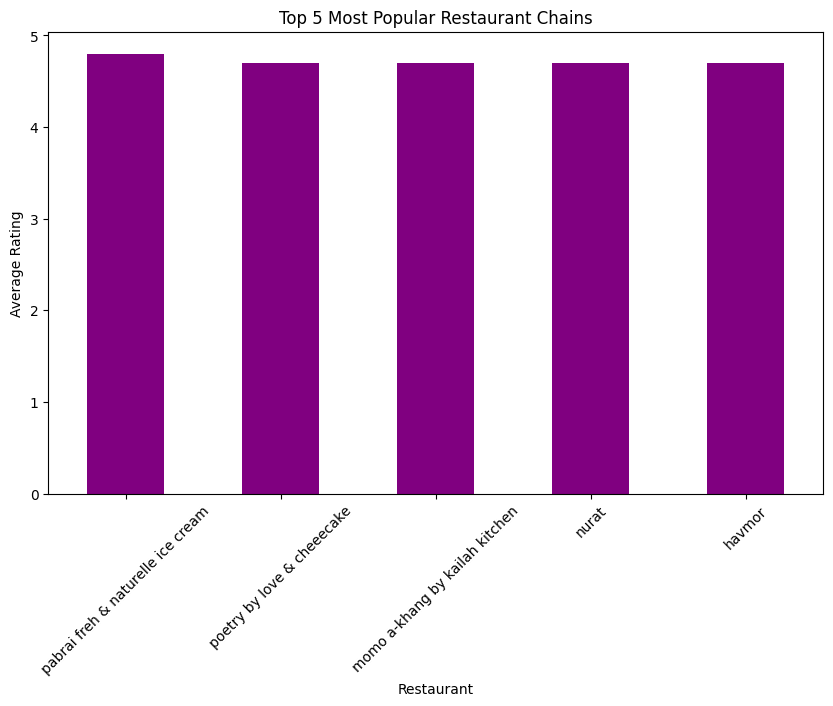 Top 5 Most Popular Restaurant Chains
Average Rating
5
4
3
2
1
0
pabrai freh & naturelle ice cream
poetry by love & cheeecake
momo a-khang by kailah kitchen
nurat
havmor
Restaurant